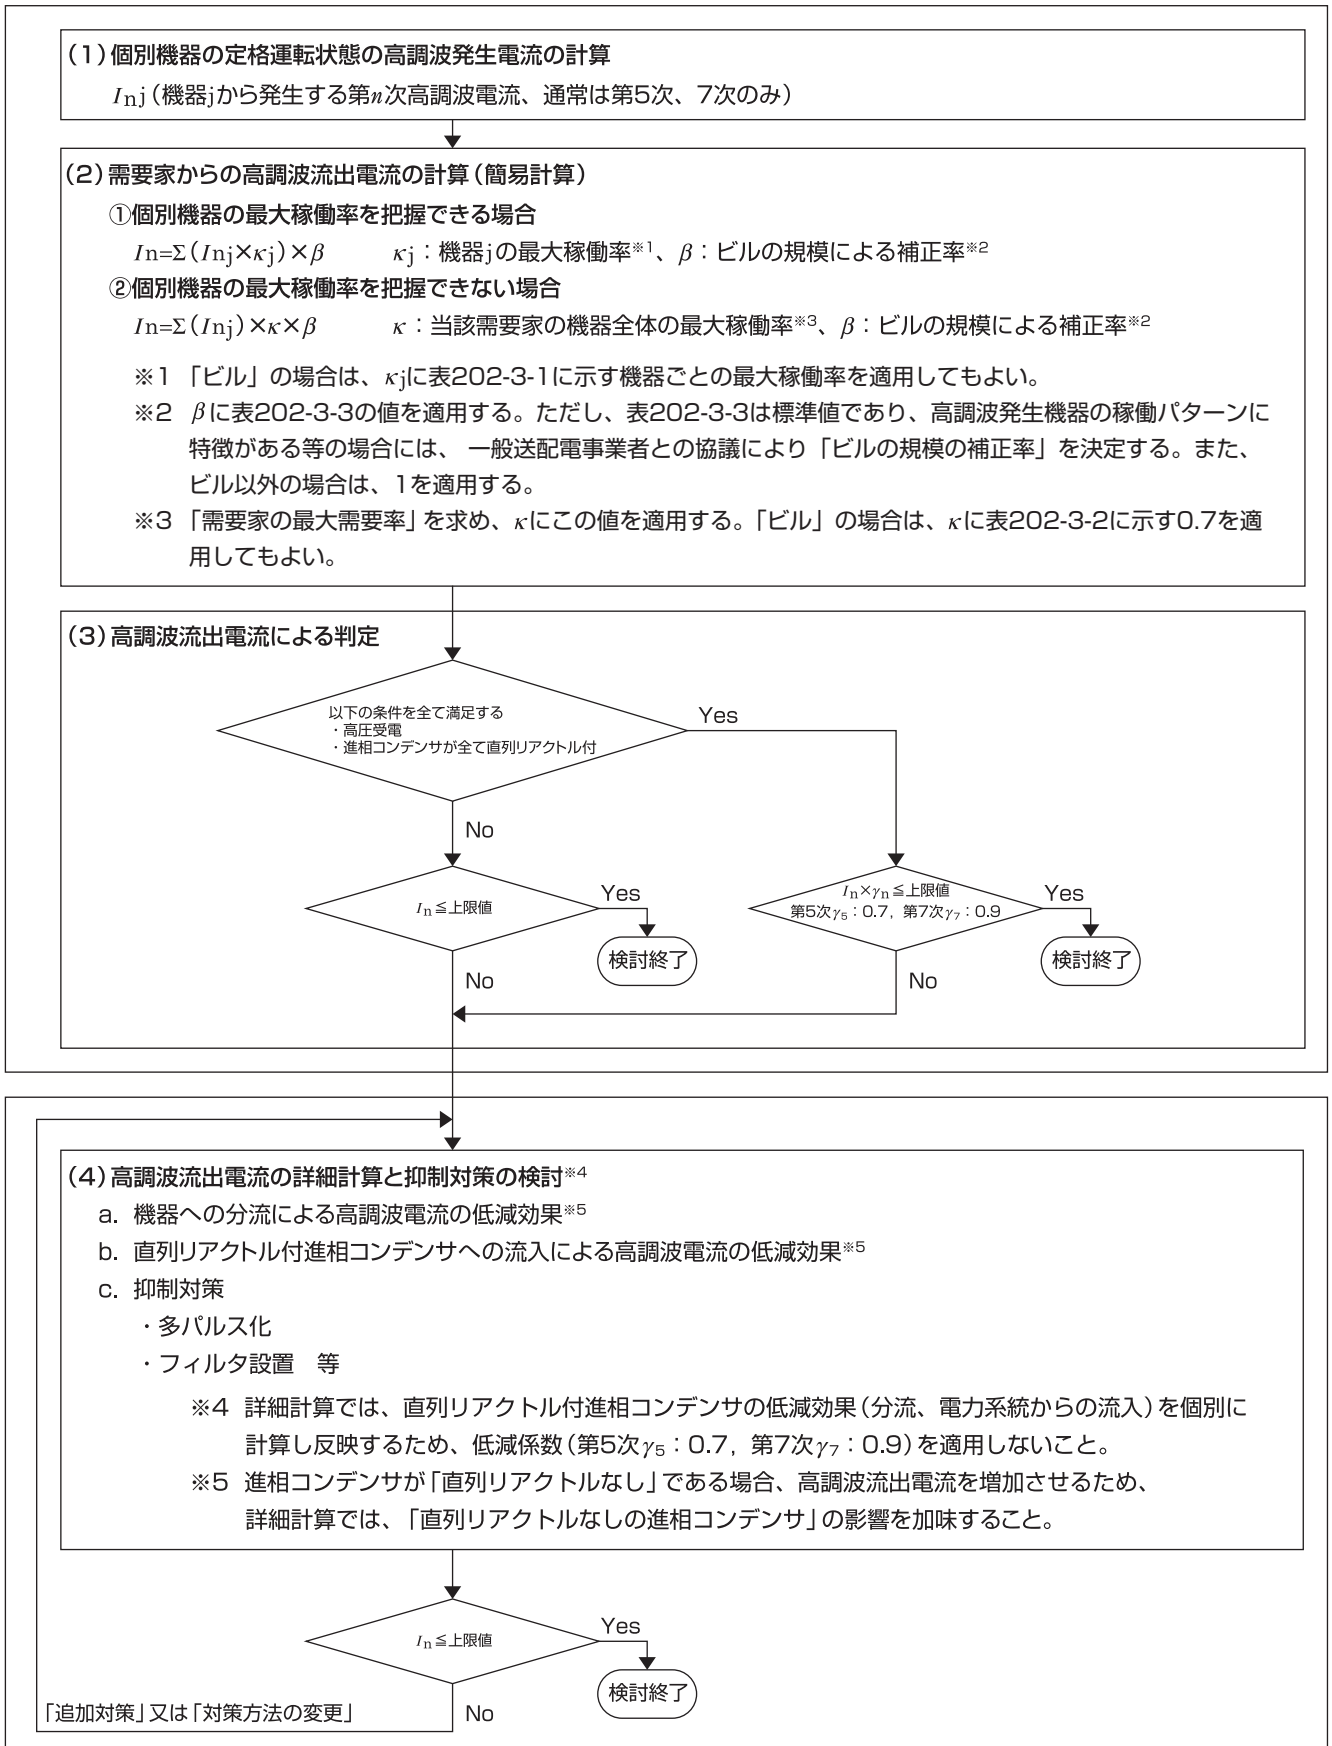 (1)個別機器の定格運転状態の高調波発生電流の計算
Inj(機器jから発生する第n次高調波電流、通常は第5次、7次のみ)
(2)需要家からの高調波流出電流の計算(簡易計算)
①個別機器の最大稼働率を把握できる場合
In=Σ(Inj×κj)×β κj:機器jの最大稼働率※1、β:ビルの規模による補正率※2
②個別機器の最大稼働率を把握できない場合
In=Σ(Inj)×κ×β κ:当該需要家の機器全体の最大稼働率※3、β:ビルの規模による補正率※2
※1 「ビル」の場合は、κjに表202-3-1に示す機器ごとの最大稼働率を適用してもよい。
※2 βに表202-3-3の値を適用する。ただし、表202-3-3は標準値であり、高調波発生機器の稼働パターンに
特徴がある等の場合には、 一般送配電事業者との協議により「ビルの規模の補正率」を決定する。また、
ビル以外の場合は、1を適用する。
※3 「需要家の最大需要率」を求め、κにこの値を適用する。「ビル」の場合は、κに表202-3-2に示す0.7を適
用してもよい。
(3)高調波流出電流による判定
以下の条件を全て満足する
・高圧受電
・進相コンデンサが全て直列リアクトル付
Yes
No
In≦上限値
Yes
検討終了
No
In×γn≦上限値
第5次γ5:0.7, 第7次γ7:0.9
Yes
検討終了
No
(4)高調波流出電流の詳細計算と抑制対策の検討※4
a. 機器への分流による高調波電流の低減効果※5
b. 直列リアクトル付進相コンデンサへの流入による高調波電流の低減効果※5
c. 抑制対策
・多パルス化
・フィルタ設置 等
※4 詳細計算では、直列リアクトル付進相コンデンサの低減効果(分流、電力系統からの流入)を個別に
計算し反映するため、低減係数(第5次γ5:0.7, 第7次γ7:0.9)を適用しないこと。
※5 進相コンデンサが「直列リアクトルなし」である場合、高調波流出電流を増加させるため、
詳細計算では、「直列リアクトルなしの進相コンデンサ」の影響を加味すること。
In≦上限値
Yes
検討終了
No
「追加対策」又は「対策方法の変更」